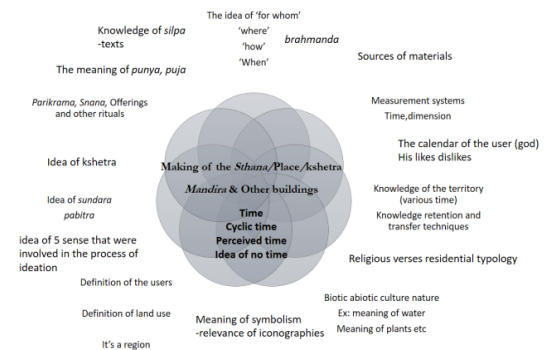 The idea of ‘for whom’
‘where’
‘how’
‘When’
brahmanda
Knowledge of silpa
-texts
The meaning of punya, puja
Parikrama, Snana, Offerings
and other rituals
Idea of kshetra
Idea of sundara
pabitra
idea of 5 sense that were
involved in the process of
ideation
Definition of the users
Definition of land use
It’s a region
Making of the Sthana/Place/kshetra
Mandira & Other buildings
Time
Cyclic time
Perceived time
Idea of no time
Sources of materials
Measurement systems
Time,dimension
The calendar of the user (god)
His likes dislikes
Knowledge of the territory
(various time)
Knowledge retention and
transfer techniques
Religious verses residential typology
Biotic abiotic culture nature
Ex: meaning of water
Meaning of plants etc
Meaning of symbolism
-relevance of iconographies